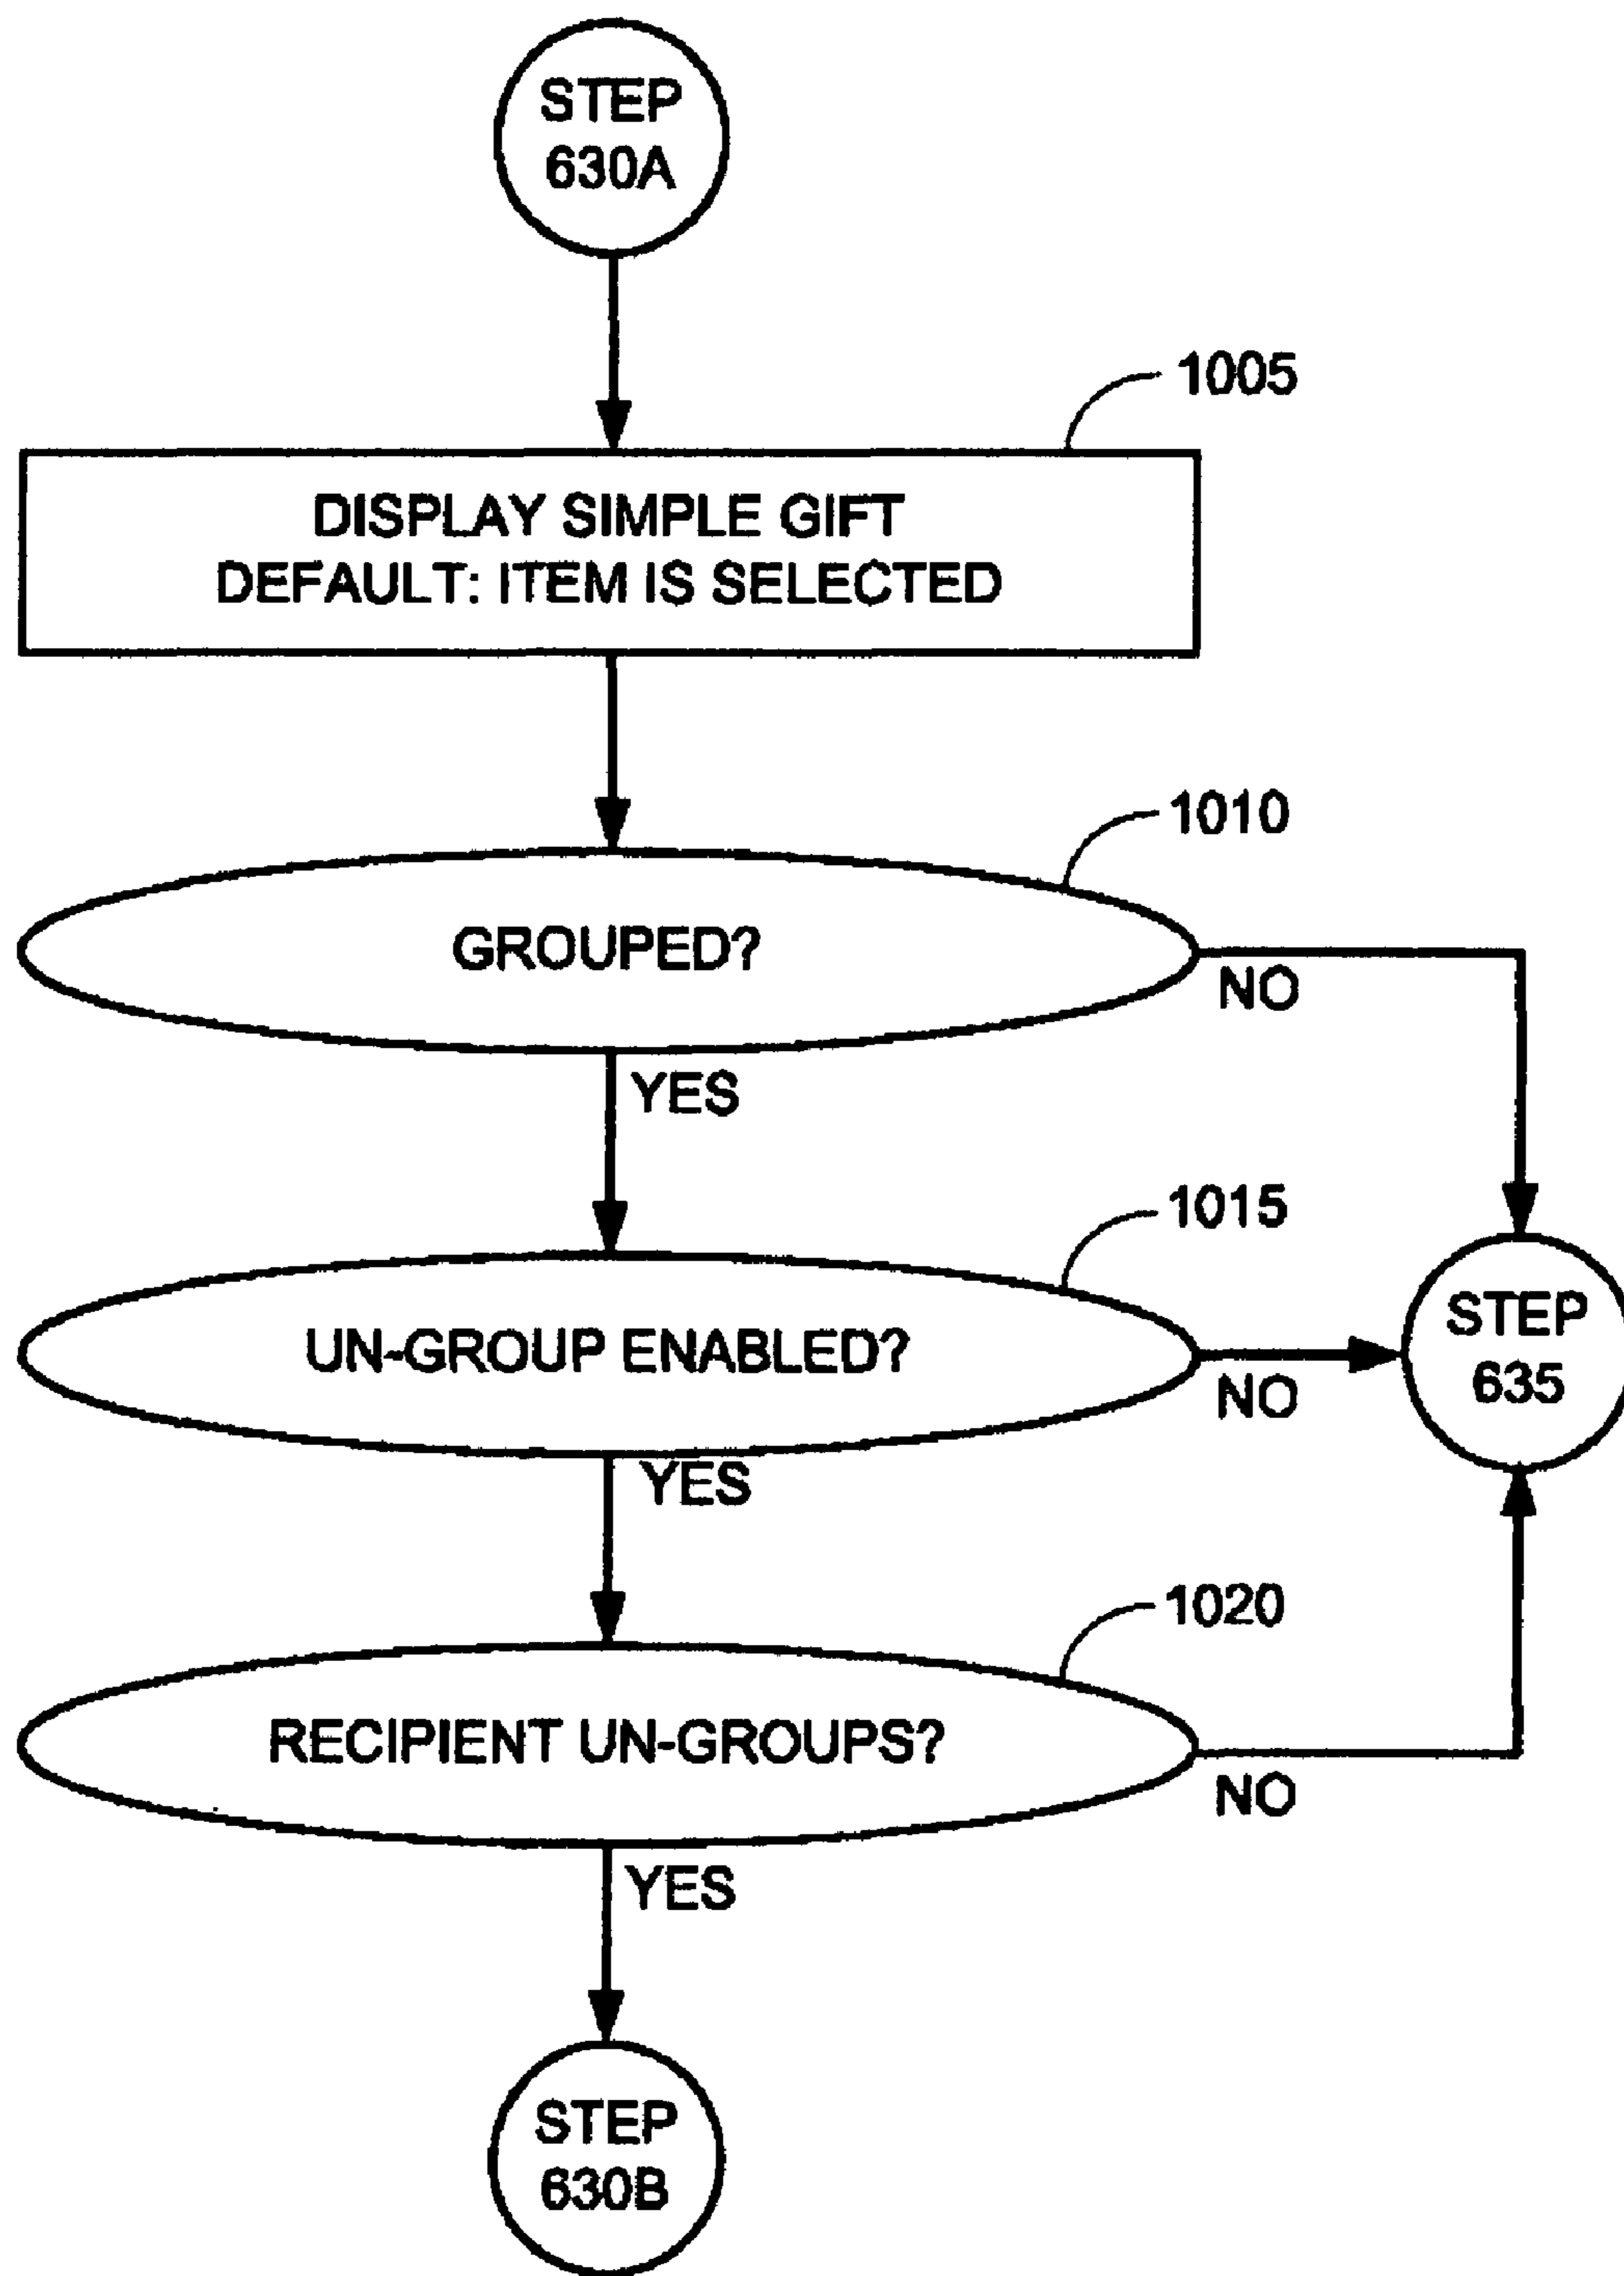 STEP
630A
1005
DISPLAY SIMPLE GIFT
DEFAULT: ITEM IS SELECTED
1010
GROUPED?
NO
YES
1015
UN-GROUP ENABLED?
NO
STEP
635
YES
1020
RECIPIENT UN-GROUPS?
NO
YES
STEP
630B